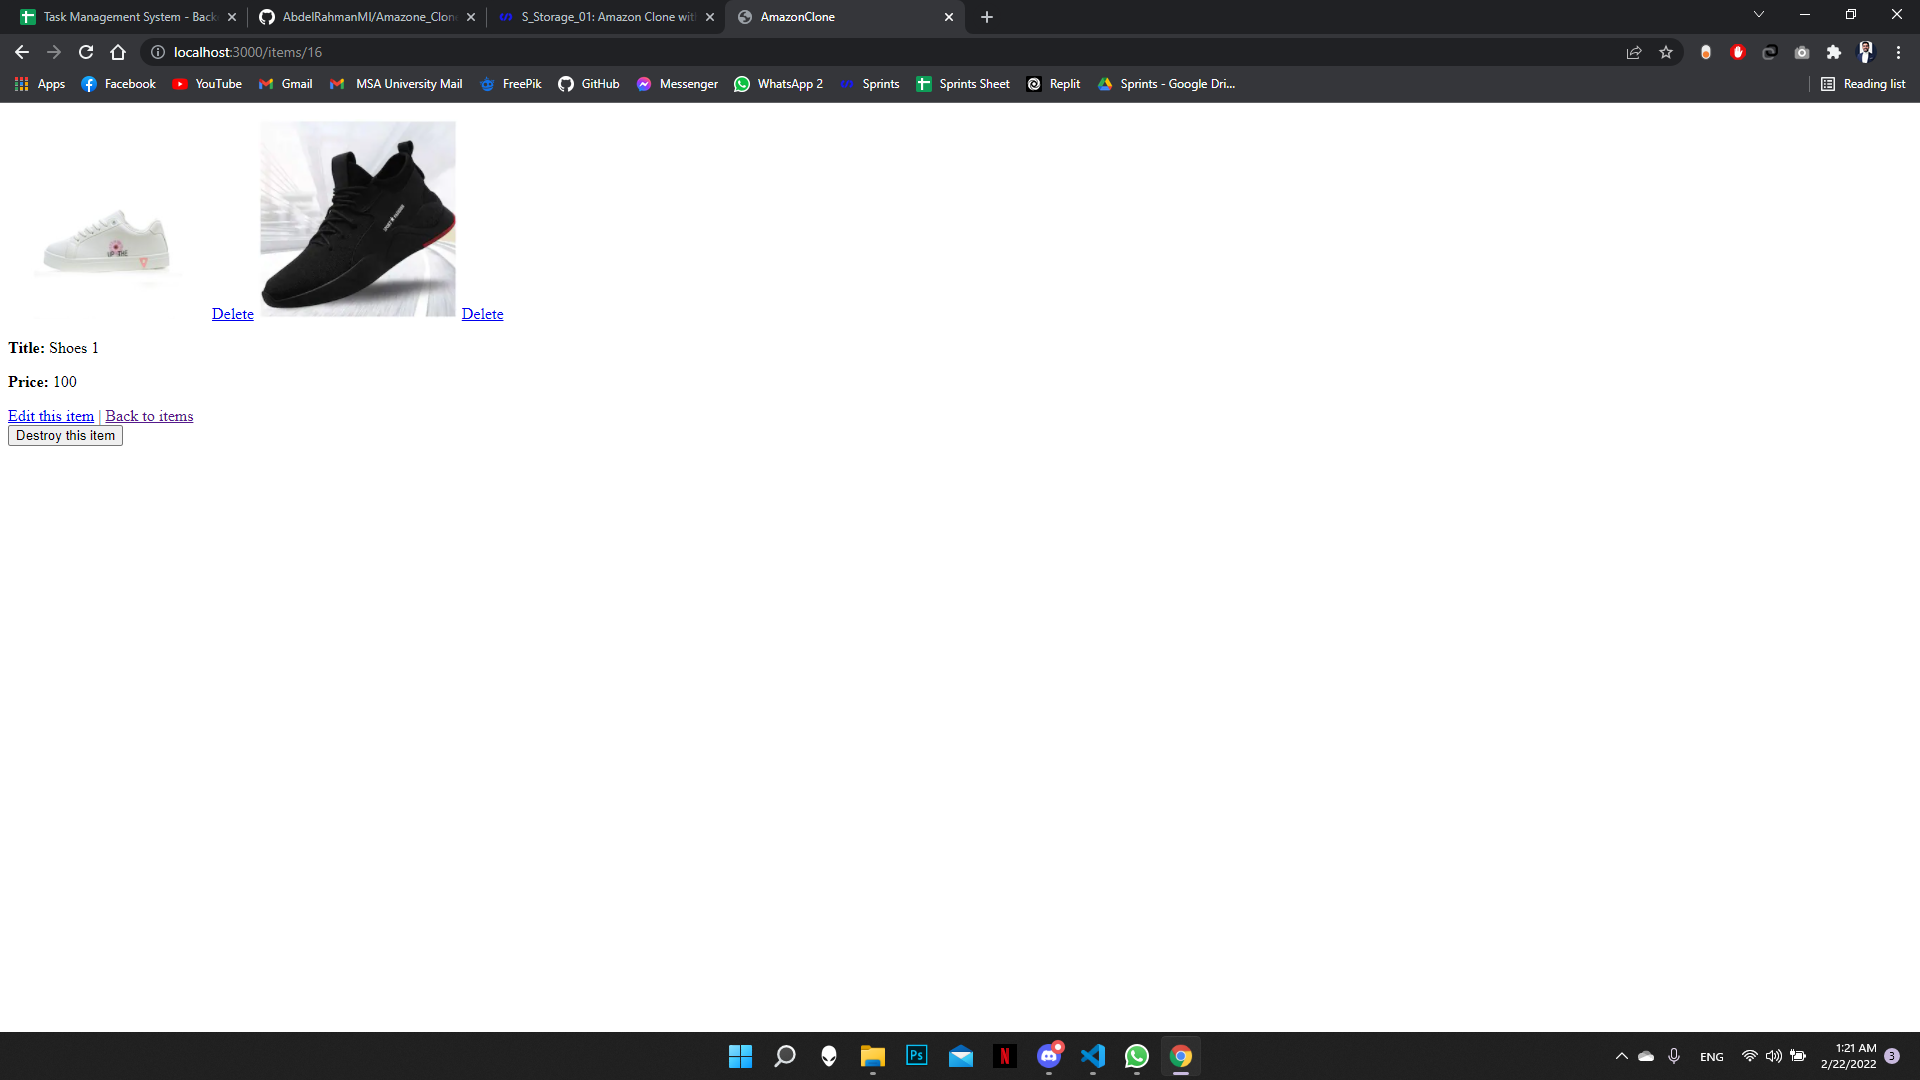 Task Management System - Back
AbdelRahmanMI/Amazone_Clon
S_Storage_01: Amazon Clone wit
AmazonClone
localhost:3000/items/16
Apps
Facebook
YouTube
Gmail
MSA University Mail
FreePik
GitHub
Messenger
WhatsApp 2
Sprints
Sprints Sheet
Replit
Sprints - Google Dri...
Reading list
UP THE
Delete
Delete
Title: Shoes 1
Price: 100
Edit this item | Back to items
Destroy this item
Ps
N
ENG
1:21 AM
2/22/2022
3